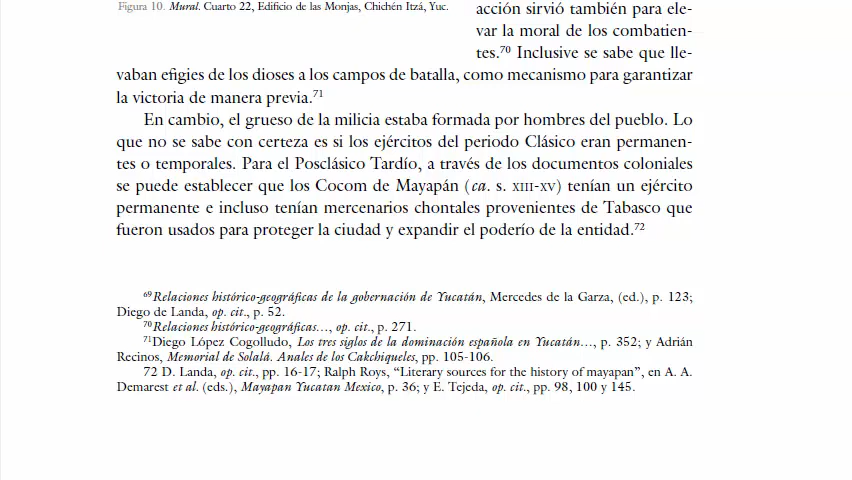 Figura 10. Mural. Cuarto 22, Edificio de las Monjas, Chichén Itzá, Yuc.
acción sirvió también para ele-
var la moral de los combatien-
tes.70 Inclusive se sabe que lle-
vaban efigies de los dioses a los campos de batalla, como mecanismo para garantizar
la victoria de manera previa.71
En cambio, el grueso de la milicia estaba formada por hombres del pueblo. Lo
que no se sabe con certeza es si los ejércitos del periodo Clásico eran permanen-
tes o temporales. Para el Posclásico Tardío, a través de los documentos coloniales
se puede establecer que los Cocom de Mayapán (ca. s. XIII-XV) tenían un ejército
permanente e incluso tenían mercenarios chontales provenientes de Tabasco que
fueron usados para proteger la ciudad y expandir el poderío de la entidad.72
69 Relaciones histórico-geográficas de la gobernación de Yucatán, Mercedes de la Garza, (ed.), p. 123;
Diego de Landa, op. cit., p. 52.
70 Relaciones histórico-geográficas…, op. cit., p. 271.
71 Diego López Cogolludo, Los tres siglos de la dominación española en Yucatán…, p. 352; y Adrián
Recinos, Memorial de Solalá. Anales de los Cakchiqueles, pp. 105-106.
72 D. Landa, op. cit., pp. 16-17; Ralph Roys, “Literary sources for the history of mayapan”, en A. A.
Demarest et al. (eds.), Mayapan Yucatan Mexico, p. 36; y E. Tejeda, op. cit., pp. 98, 100 y 145.